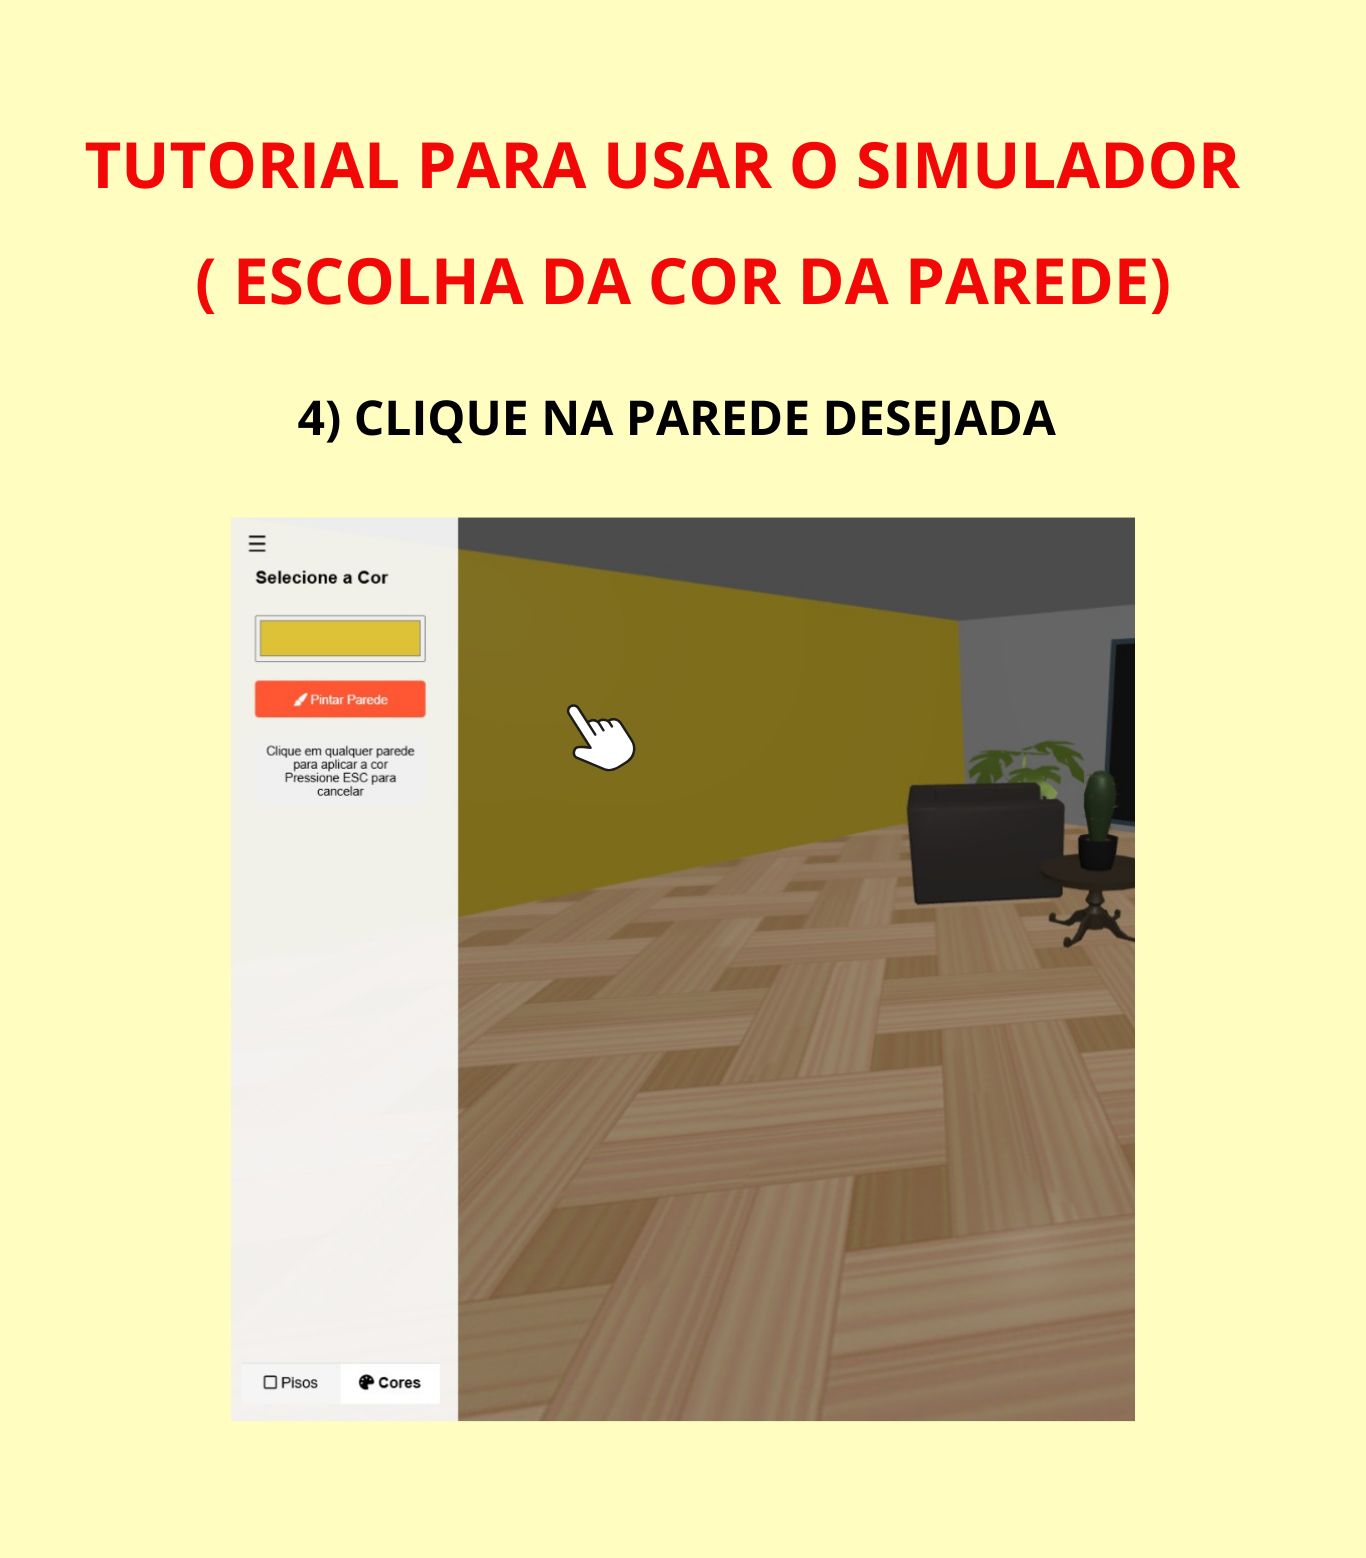 TUTORIAL PARA USAR O SIMULADOR
( ESCOLHA DA COR DA PAREDE)
4) CLIQUE NA PAREDE DESEJADA
Selecione a Cor
Pintar Parede
Clique em qualquer parede
para aplicar a cor
Pressione ESC para
cancelar
Pisos
Cores